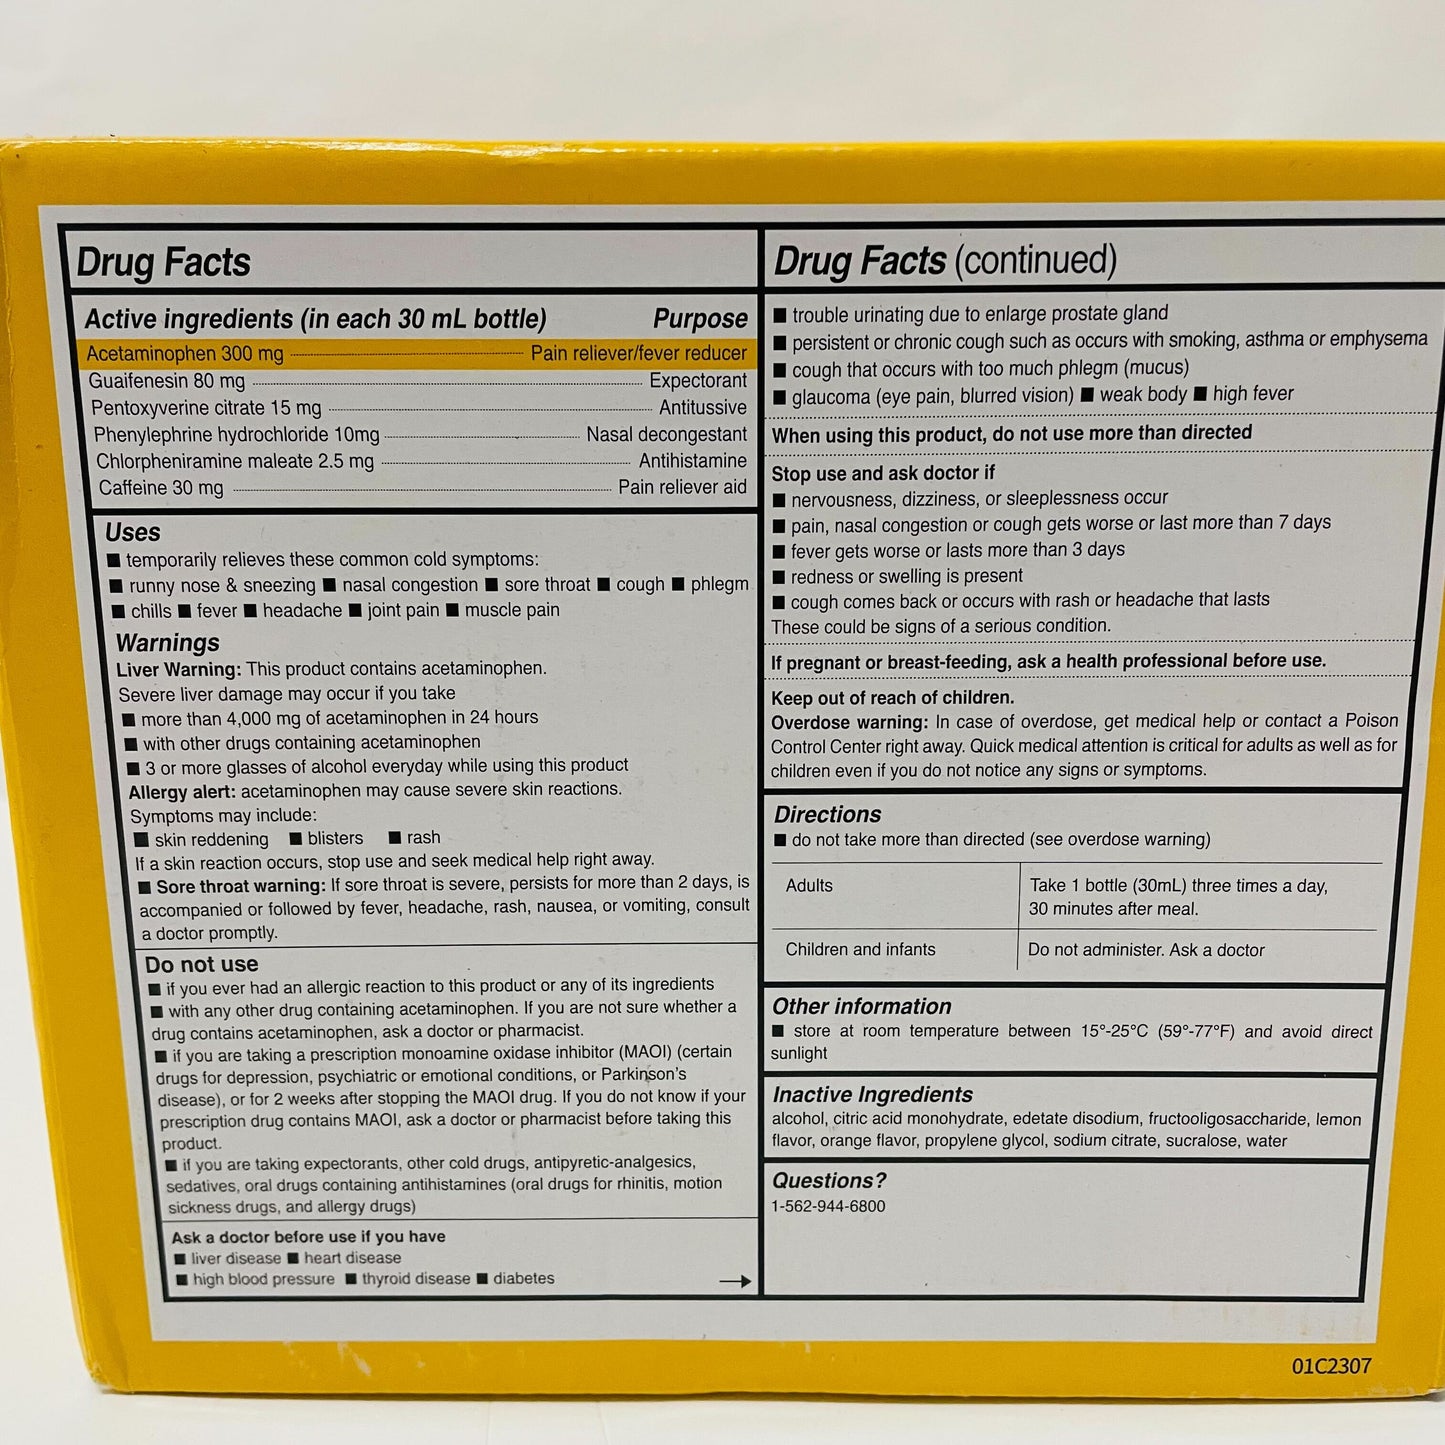 Drug Facts
Active ingredients (in each 30 mL bottle) Purpose
Acetaminophen 300 mg Pain reliever/fever reducer
Guaifenesin 80 mg Expectorant
Pentoxyverine citrate 15 mg Antitussive
Phenylephrine hydrochloride 10mg Nasal decongestant
Chlorpheniramine maleate 2.5 mg Antihistamine
Caffeine 30 mg Pain reliever aid
Uses
■ temporarily relieves these common cold symptoms:
■ runny nose & sneezing ■ nasal congestion ■ sore throat ■ cough ■ phlegm
■ chills ■ fever ■ headache ■ joint pain ■ muscle pain
Warnings
Liver Warning: This product contains acetaminophen.
Severe liver damage may occur if you take
■ more than 4,000 mg of acetaminophen in 24 hours
■ with other drugs containing acetaminophen
■ 3 or more glasses of alcohol everyday while using this product
Allergy alert: acetaminophen may cause severe skin reactions.
Symptoms may include:
■ skin reddening ■ blisters ■ rash
If a skin reaction occurs, stop use and seek medical help right away.
■ Sore throat warning: If sore throat is severe, persists for more than 2 days, is
accompanied or followed by fever, headache, rash, nausea, or vomiting, consult
a doctor promptly.
Do not use
■ if you ever had an allergic reaction to this product or any of its ingredients
■ with any other drug containing acetaminophen. If you are not sure whether a
drug contains acetaminophen, ask a doctor or pharmacist.
■ if you are taking a prescription monoamine oxidase inhibitor (MAOI) (certain
drugs for depression, psychiatric or emotional conditions, or Parkinson's
disease), or for 2 weeks after stopping the MAOI drug. If you do not know if your
prescription drug contains MAOI, ask a doctor or pharmacist before taking this
product.
■ if you are taking expectorants, other cold drugs, antipyretic-analgesics,
sedatives, oral drugs containing antihistamines (oral drugs for rhinitis, motion
sickness drugs, and allergy drugs)
Ask a doctor before use if you have
■ liver disease ■ heart disease
■ high blood pressure ■ thyroid disease ■ diabetes
Drug Facts (continued)
■ trouble urinating due to enlarge prostate gland
■ persistent or chronic cough such as occurs with smoking, asthma or emphysema
■ cough that occurs with too much phlegm (mucus)
■ glaucoma (eye pain, blurred vision) ■ weak body ■ high fever
When using this product, do not use more than directed
Stop use and ask doctor if
■ nervousness, dizziness, or sleeplessness occur
■ pain, nasal congestion or cough gets worse or last more than 7 days
■ fever gets worse or lasts more than 3 days
■ redness or swelling is present
■ cough comes back or occurs with rash or headache that lasts
These could be signs of a serious condition.
If pregnant or breast-feeding, ask a health professional before use.
Keep out of reach of children.
Overdose warning: In case of overdose, get medical help or contact a Poison
Control Center right away. Quick medical attention is critical for adults as well as for
children even if you do not notice any signs or symptoms.
Directions
■ do not take more than directed (see overdose warning)
Adults Take 1 bottle (30mL) three times a day,
30 minutes after meal.
Children and infants Do not administer. Ask a doctor
Other information
■ store at room temperature between 15°-25°C (59°-77°F) and avoid direct
sunlight
Inactive Ingredients
alcohol, citric acid monohydrate, edetate disodium, fructooligosaccharide, lemon
flavor, orange flavor, propylene glycol, sodium citrate, sucralose, water
Questions?
1-562-944-6800
01C2307